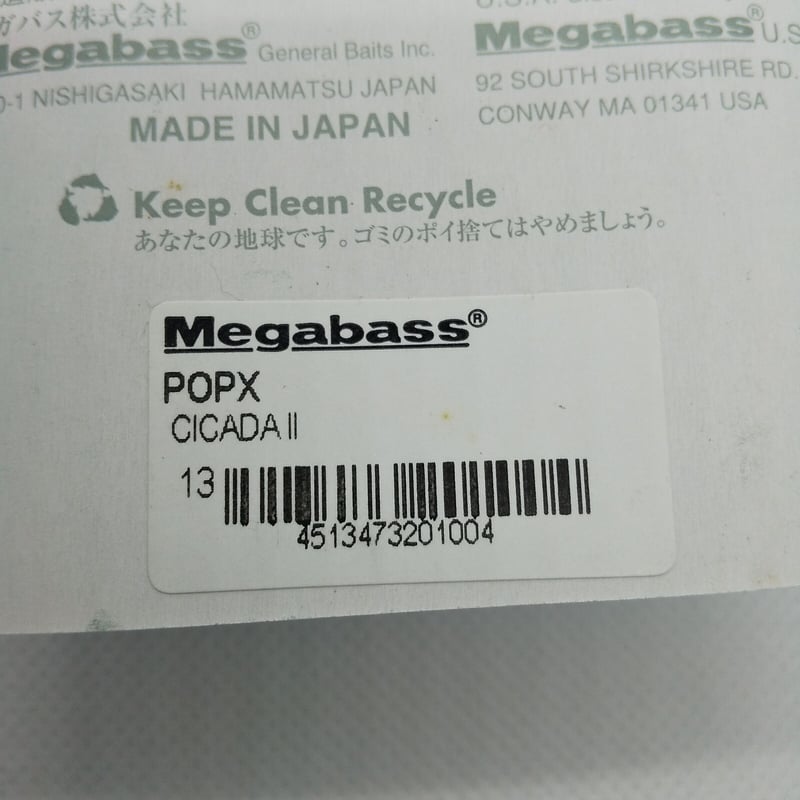 ガバス株式会社
Megabass® General Baits Inc.
NISHIGASAKI HAMAMATSU JAPAN
MADE IN JAPAN
Megabass® U.S
92 SOUTH SHIRKSHIRE RD.
CONWAY MA 01341 USA
Keep Clean Recycle
あなたの地球です。ゴミのポイ捨てはやめましょう。
Megabass®
POPX
CICADA II
13
4513473201004